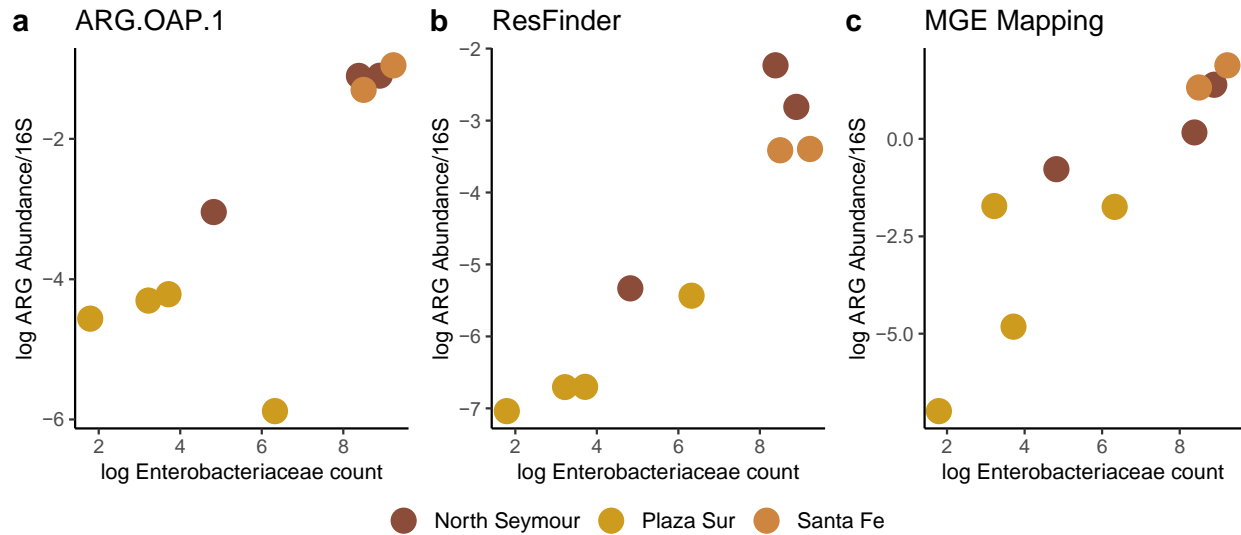 a ARG.OAP.1
log ARG Abundance/16S
−2
−4
−6
2 4 6 8
log Enterobacteriaceae count
b ResFinder
log ARG Abundance/16S
−2
−3
−4
−5
−6
−7
2 4 6 8
log Enterobacteriaceae count
c MGE Mapping
log ARG Abundance/16S
0.0
−2.5
−5.0
2 4 6 8
log Enterobacteriaceae count
North Seymour Plaza Sur Santa Fe